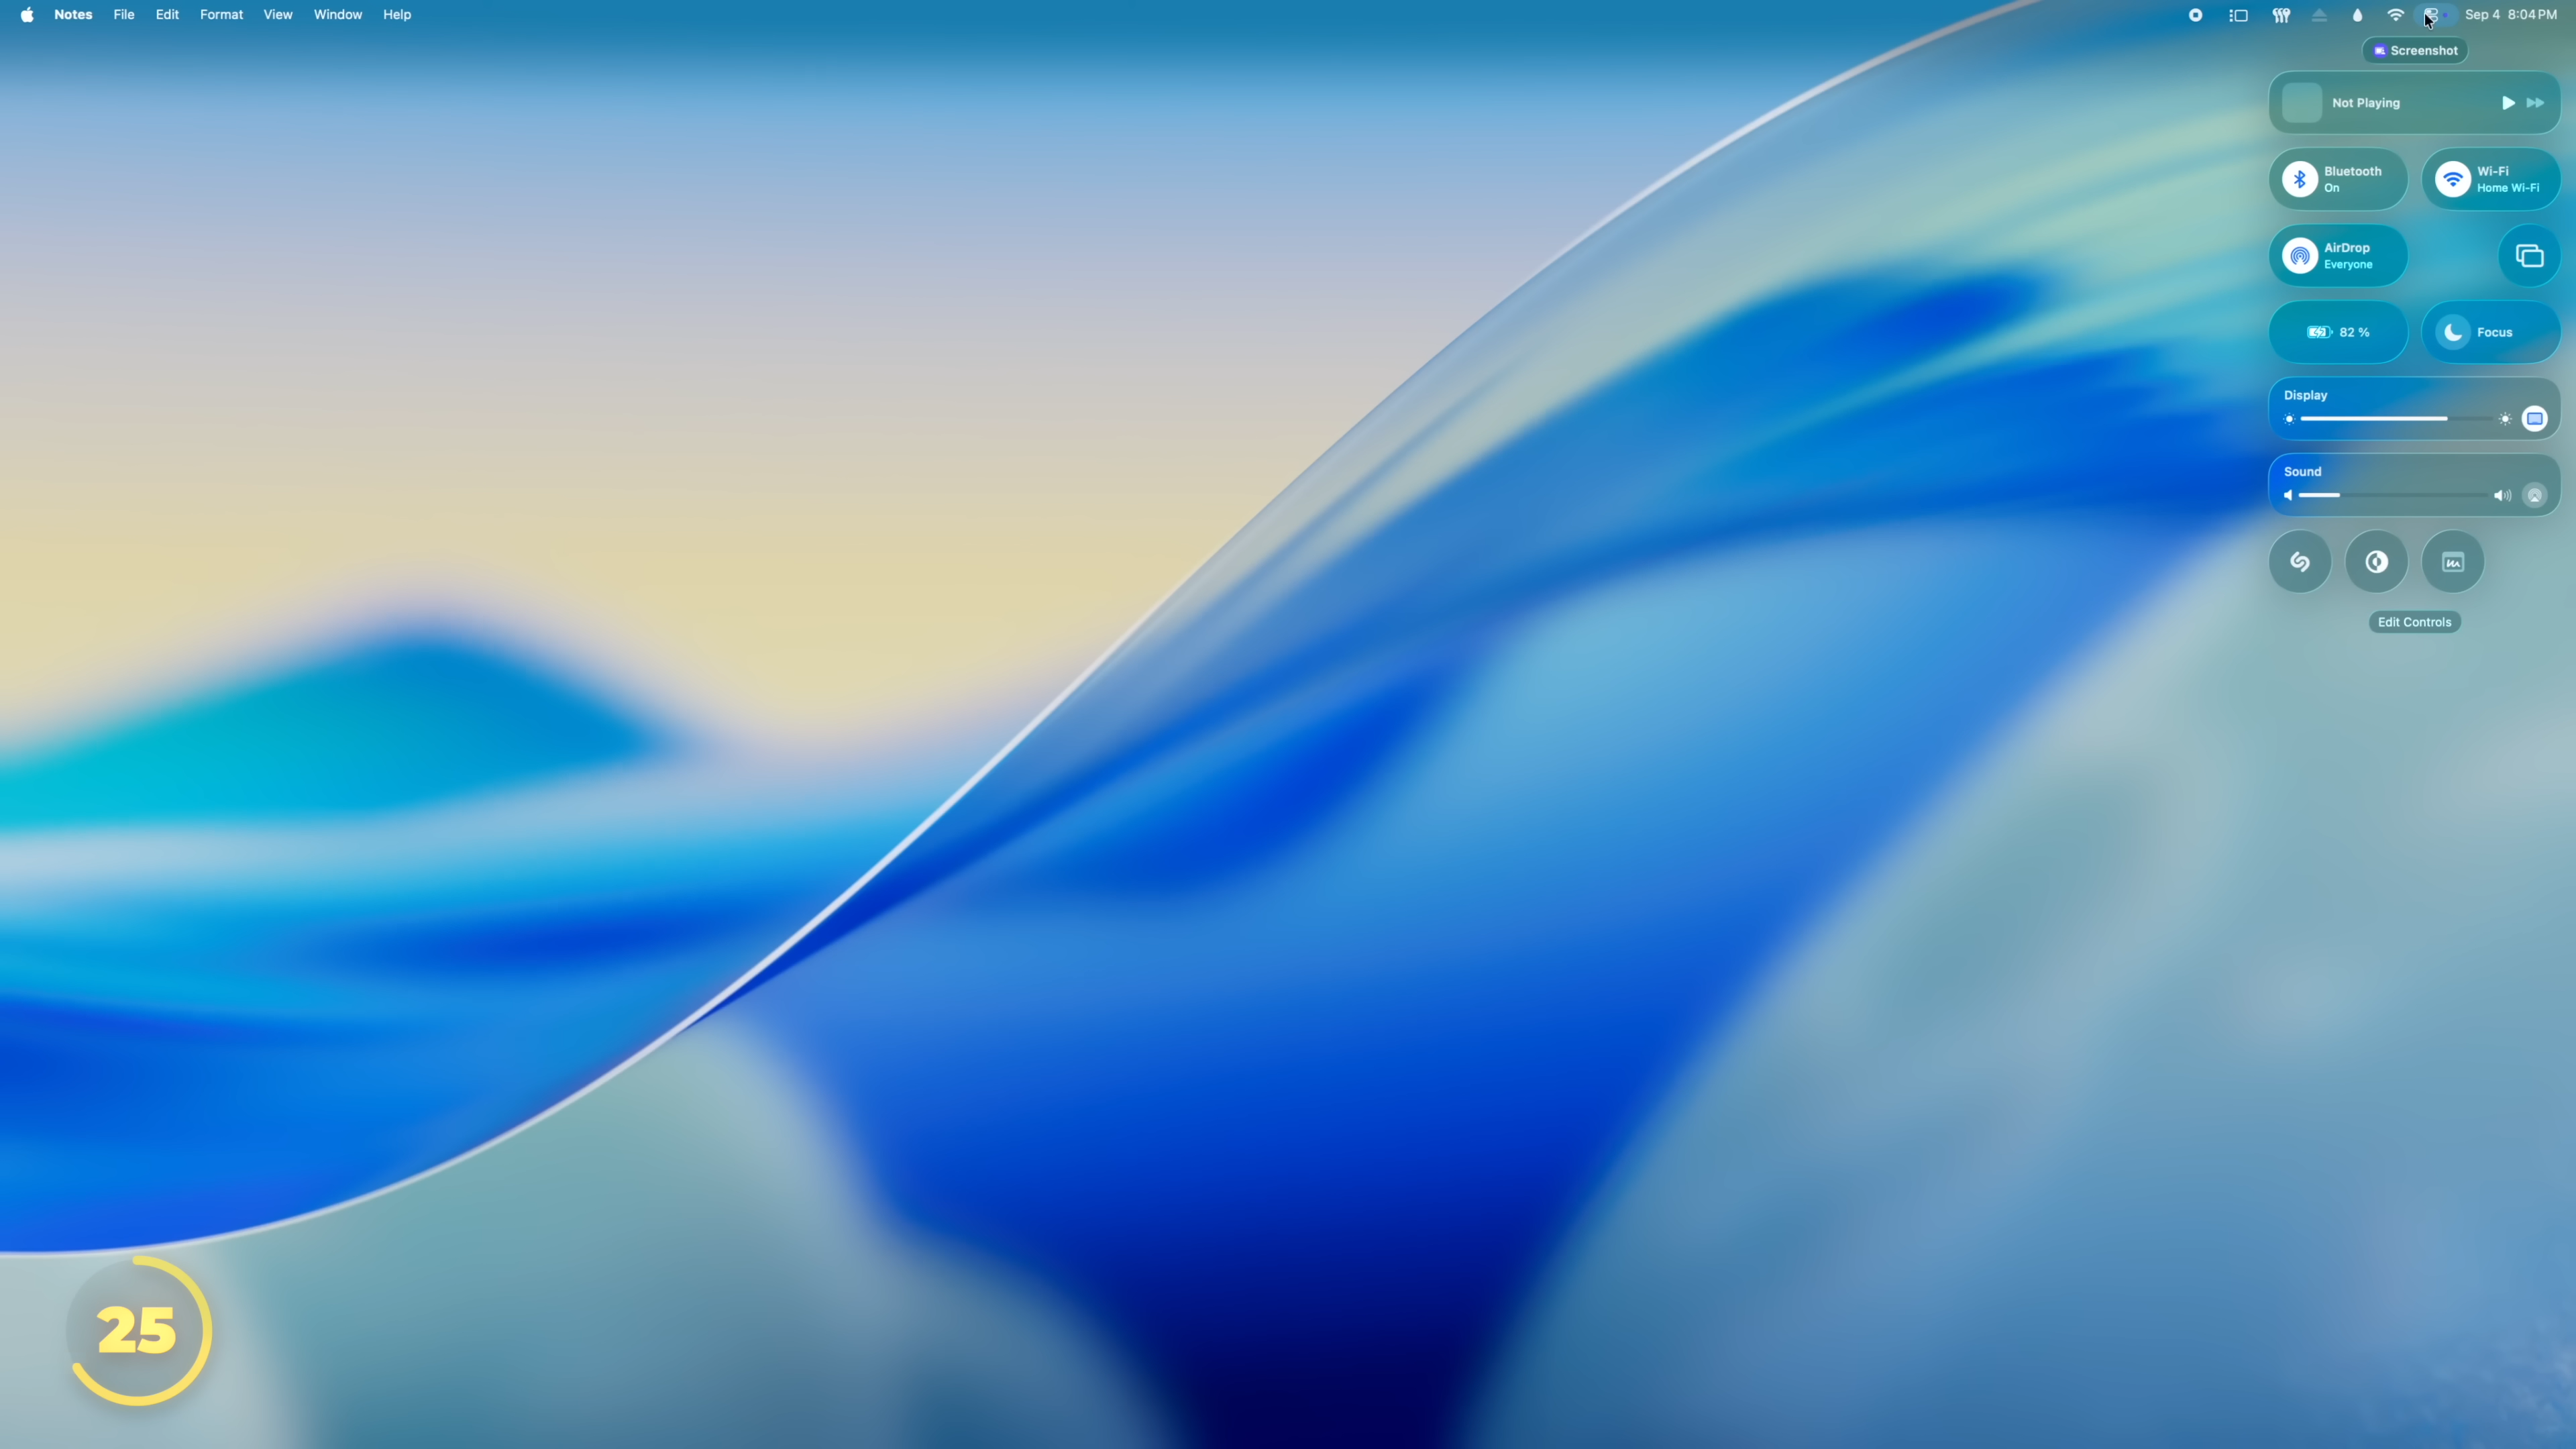 Notes File Edit Format View Window Help Sep 4 8:04 PM
Screenshot
Not Playing
Bluetooth
On
Wi-Fi
Home Wi-Fi
AirDrop
Everyone
82 %
Focus
Display
Sound
Edit Controls
25